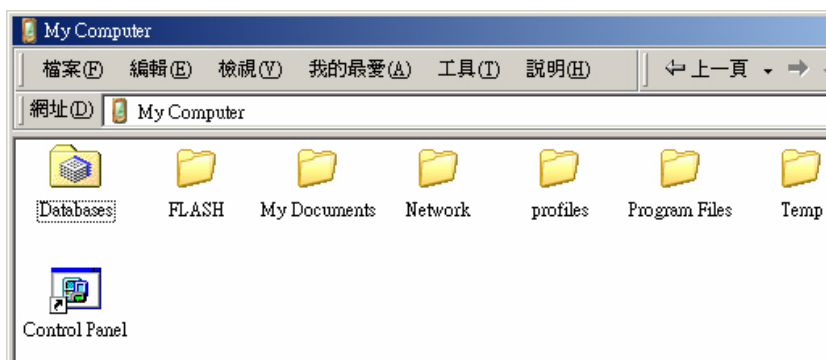 My Computer
檔案(F) 編輯(E) 檢視(V) 我的最愛(A) 工具(T) 說明(H) 上一頁
網址(D) My Computer
Databases FLASH My Documents Network profiles Program Files Temp
Control Panel